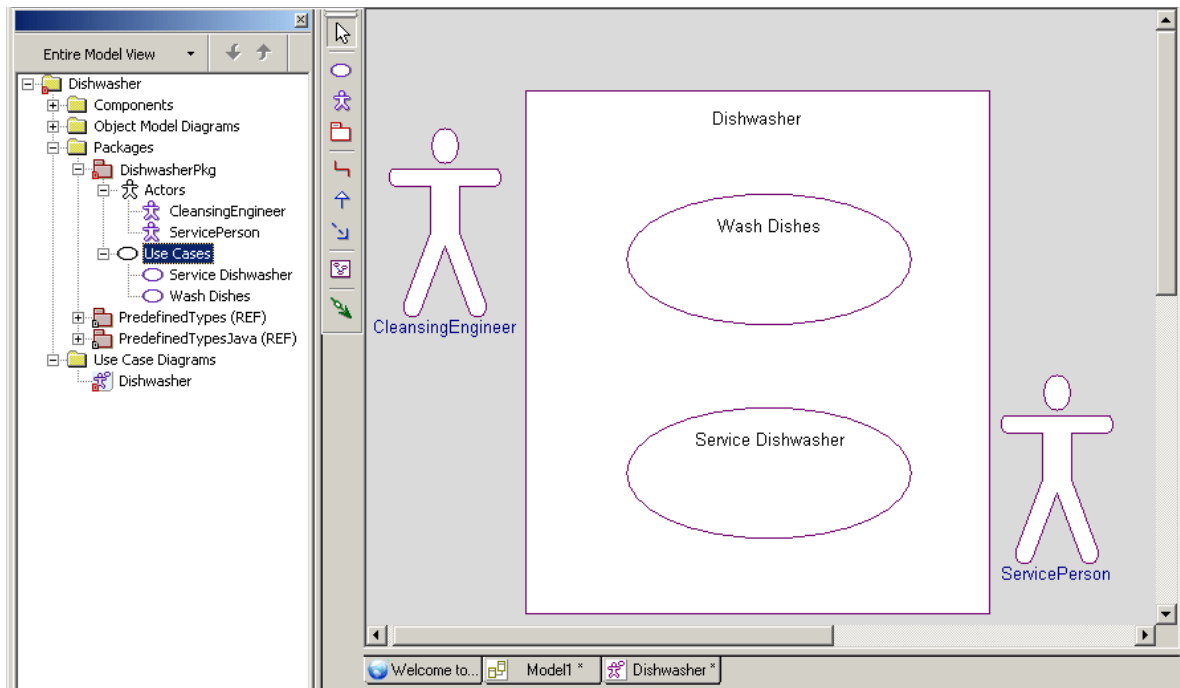 Entire Model View
Dishwasher
Components
Object Model Diagrams
Packages
DishwasherPkg
Actors
CleansingEngineer
ServicePerson
Use Cases
Service Dishwasher
Wash Dishes
PredefinedTypes (REF)
PredefinedTypesJava (REF)
Use Case Diagrams
Dishwasher
Dishwasher
Wash Dishes
CleansingEngineer
Service Dishwasher
ServicePerson
Welcome to... Model1 * Dishwasher *